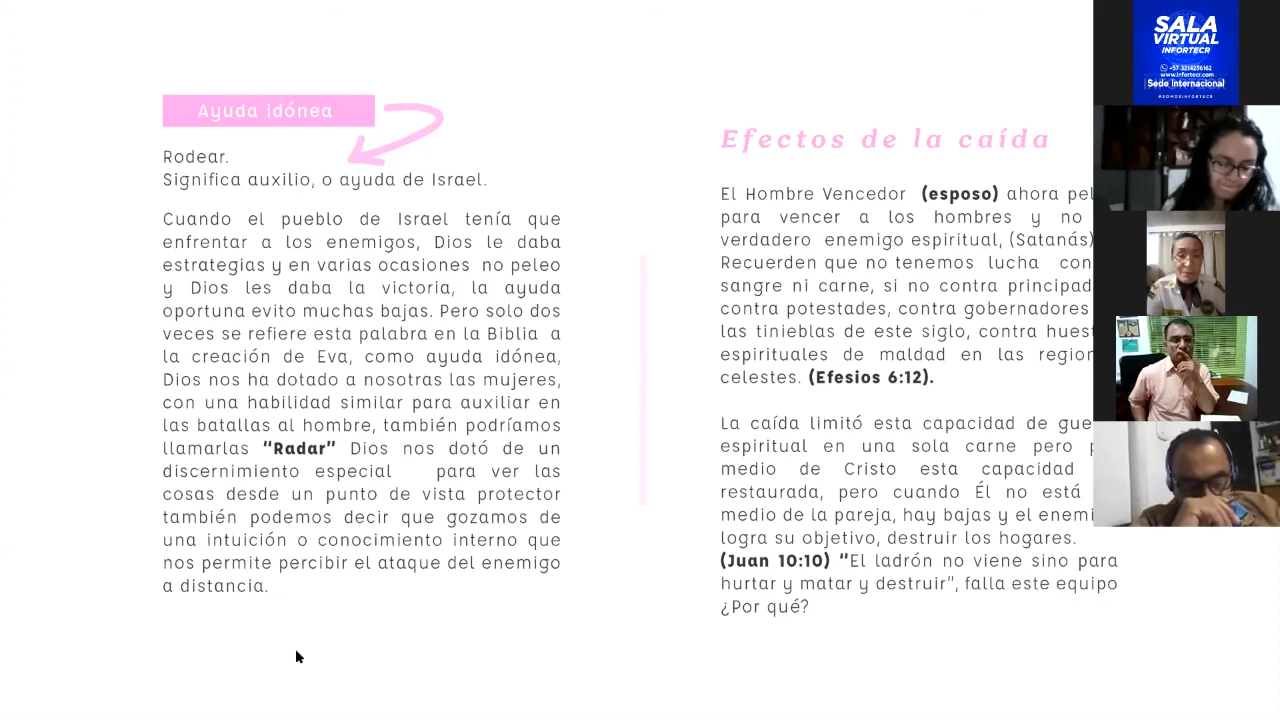 Ayuda idónea
Rodear.
Significa auxilio, o ayuda de Israel.
Cuando el pueblo de Israel tenía que
enfrentar a los enemigos, Dios le daba
estrategias y en varias ocasiones no peleo
y Dios les daba la victoria, la ayuda
oportuna evito muchas bajas. Pero solo dos
veces se refiere esta palabra en la Biblia a
la creación de Eva, como ayuda idónea,
Dios nos ha dotado a nosotras las mujeres,
con una habilidad similar para auxiliar en
las batallas al hombre, también podríamos
llamarlas “Radar” Dios nos dotó de un
discernimiento especial para ver las
cosas desde un punto de vista protector
también podemos decir que gozamos de
una intuición o conocimiento interno que
nos permite percibir el ataque del enemigo
a distancia.
Efectos de la caída
El Hombre Vencedor (esposo) ahora
para vencer a los hombres y no
verdadero enemigo espiritual, (Satanás)
Recuerden que no tenemos lucha
sangre ni carne, si no contra
contra potestades, contra gobernadores
las tinieblas de este siglo, contra
espirituales de maldad en las
celestes. (Efesios 6:12).
La caída limitó esta capacidad de
espiritual en una sola carne pero
medio de Cristo esta capacidad
restaurada, pero cuando Él no está
medio de la pareja, hay bajas y el
logra su objetivo, destruir los hogares.
(Juan 10:10) “El ladrón no viene sino para
hurtar y matar y destruir”, falla este equipo
¿Por qué?
SALA
VIRTUAL
INFORTECR
+57 3214296162
www.infortecr.com
Sede Internacional
#SOMOSINFORTECR